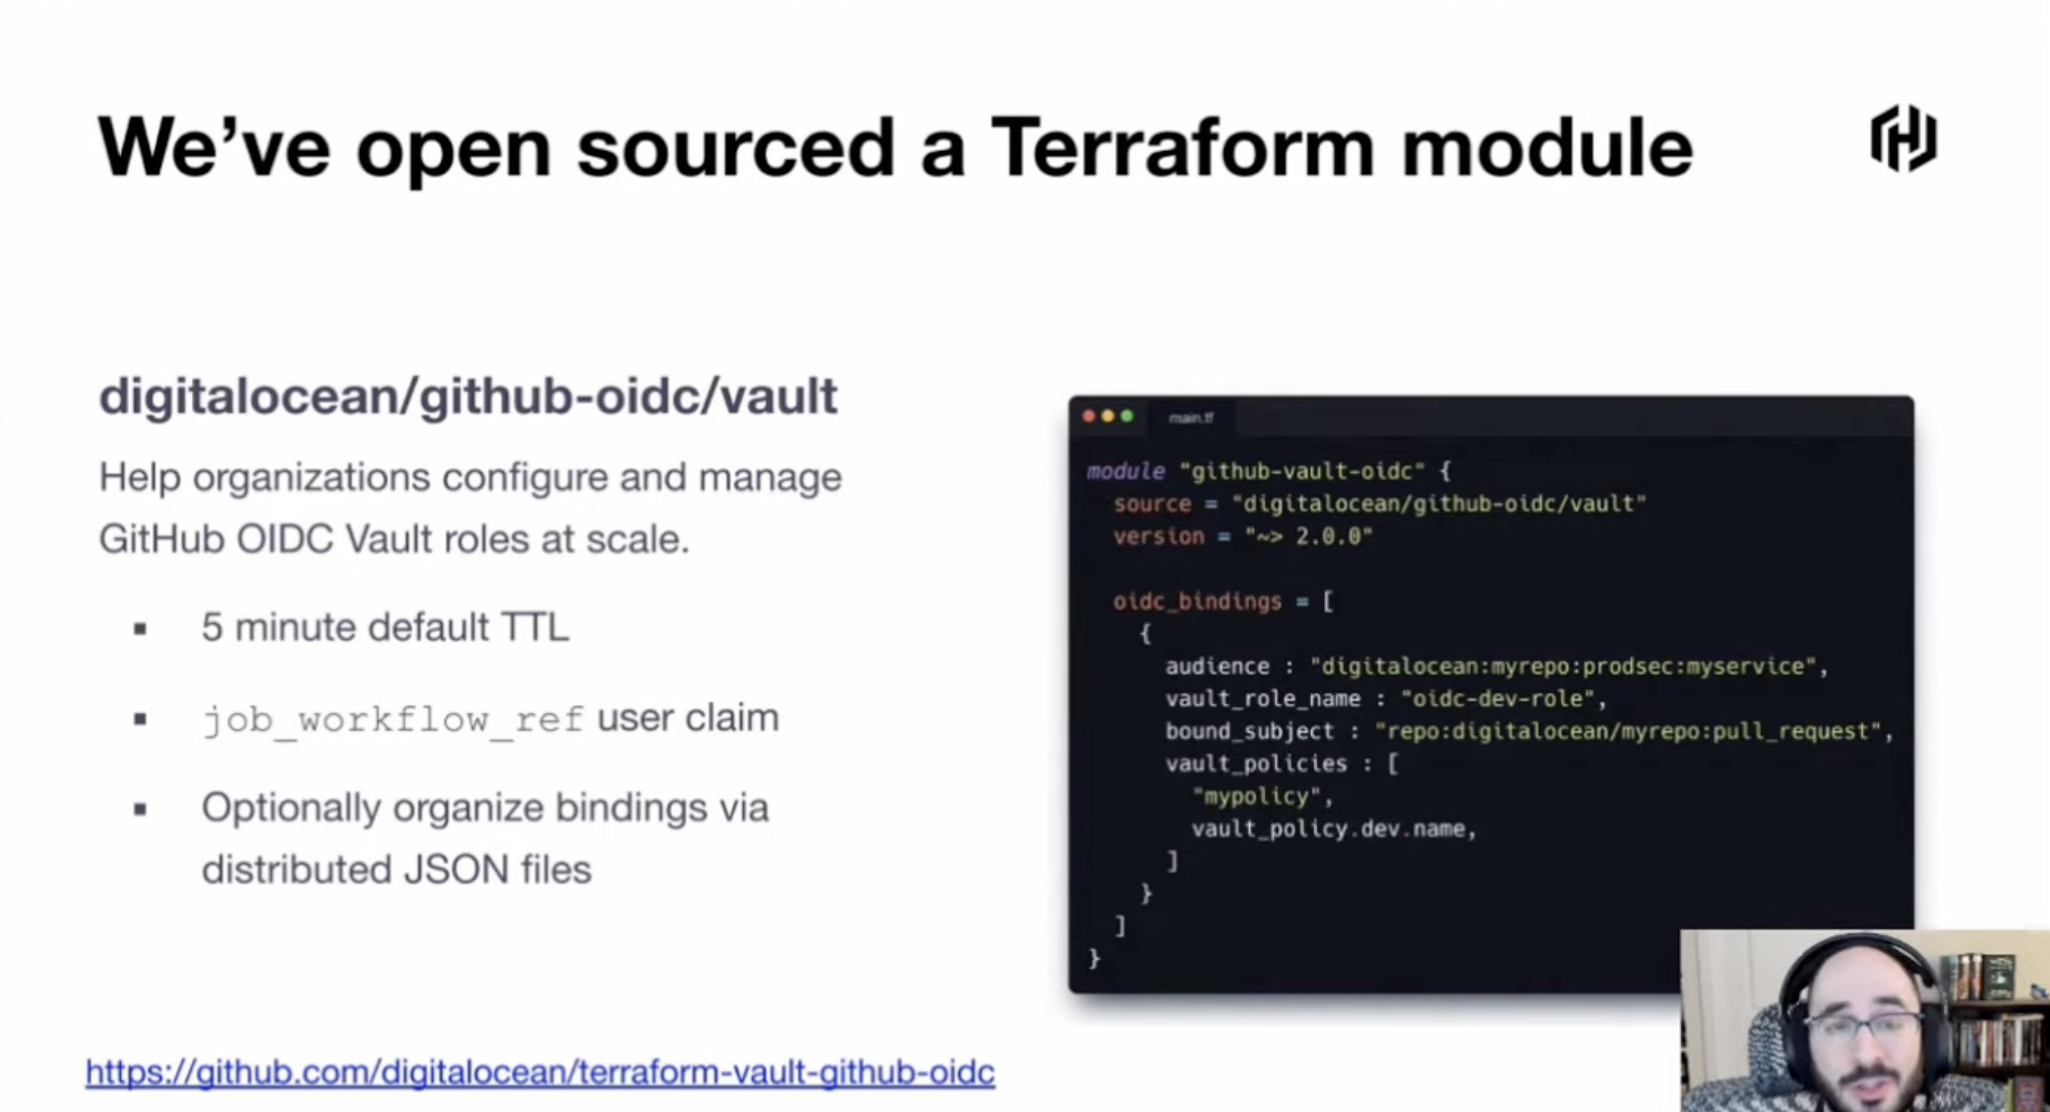 We’ve open sourced a Terraform module
digitalocean/github-oidc/vault
Help organizations configure and manage
GitHub OIDC Vault roles at scale.
▪ 5 minute default TTL
▪ job_workflow_ref user claim
▪ Optionally organize bindings via
distributed JSON files
main.tf
module "github-vault-oidc" {
  source = "digitalocean/github-oidc/vault"
  version = "~> 2.0.0"
  oidc_bindings = [
    {
      audience : "digitalocean:myrepo:prodsec:myservice",
      vault_role_name : "oidc-dev-role",
      bound_subject : "repo:digitalocean/myrepo:pull_request",
      vault_policies : [
        "mypolicy",
        vault_policy.dev.name,
      ]
    }
  ]
}
https://github.com/digitalocean/terraform-vault-github-oidc